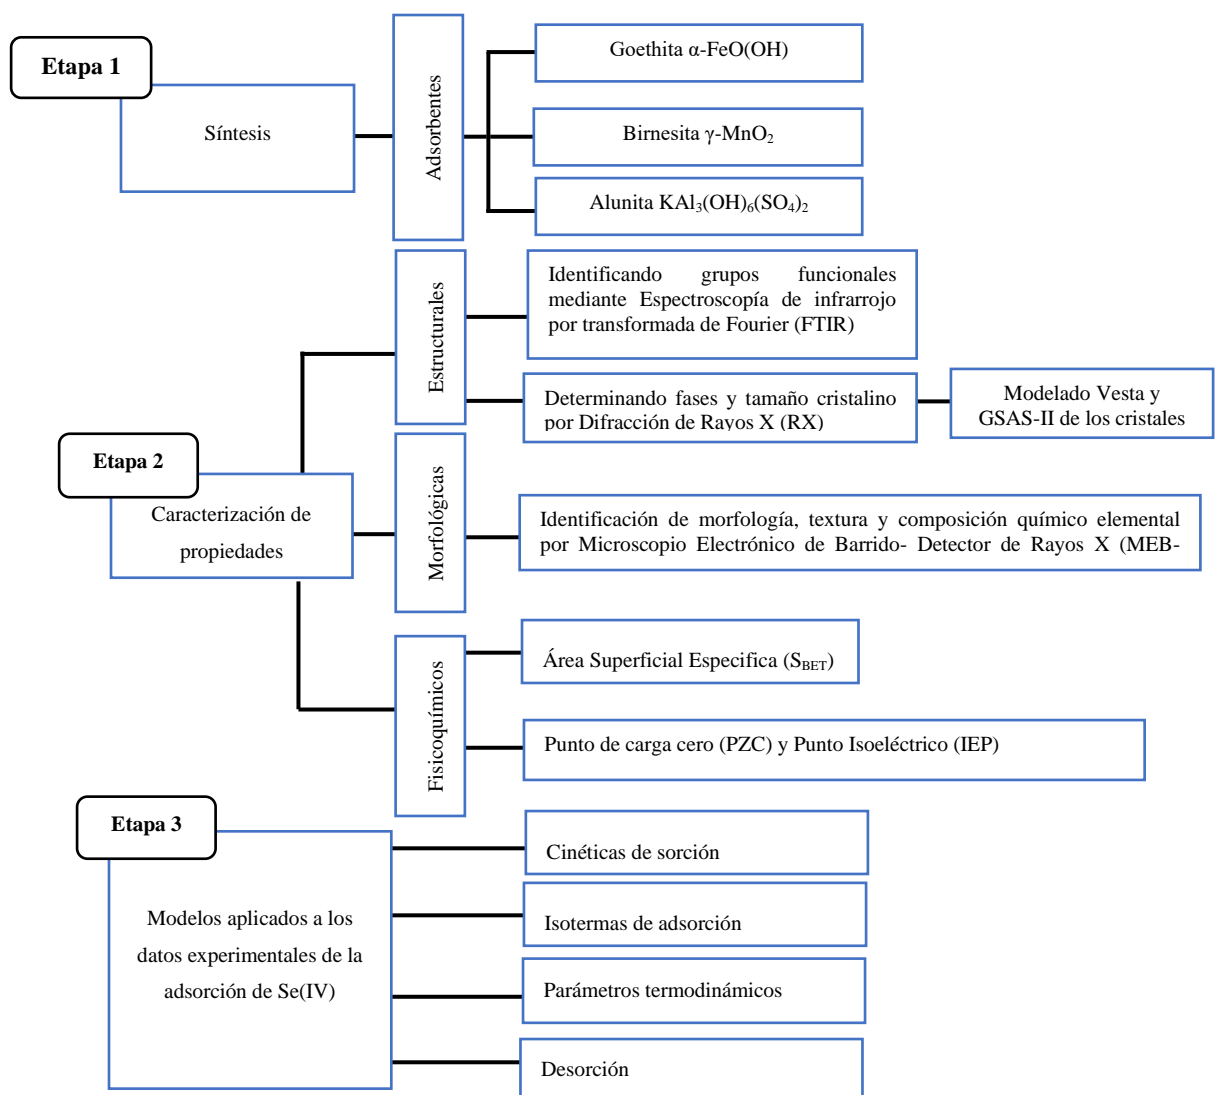 Etapa 1
Síntesis
Adsorbentes
Goethita α-FeO(OH)
Birnesita γ-MnO₂
Alunita KAl₃(OH)₆(SO₄)₂
Etapa 2
Caracterización de
propiedades
Estructurales
Identificando grupos funcionales
mediante Espectroscopía de infrarrojo
por transformada de Fourier (FTIR)
Determinando fases y tamaño cristalino
por Difracción de Rayos X (RX)
Modelado Vesta y
GSAS-II de los cristales
Morfológicas
Identificación de morfología, textura y composición químico elemental
por Microscopio Electrónico de Barrido- Detector de Rayos X (MEB-
Fisicoquímicos
Área Superficial Especifica (S_BET)
Punto de carga cero (PZC) y Punto Isoeléctrico (IEP)
Etapa 3
Modelos aplicados a los
datos experimentales de la
adsorción de Se(IV)
Cinéticas de sorción
Isotermas de adsorción
Parámetros termodinámicos
Desorción